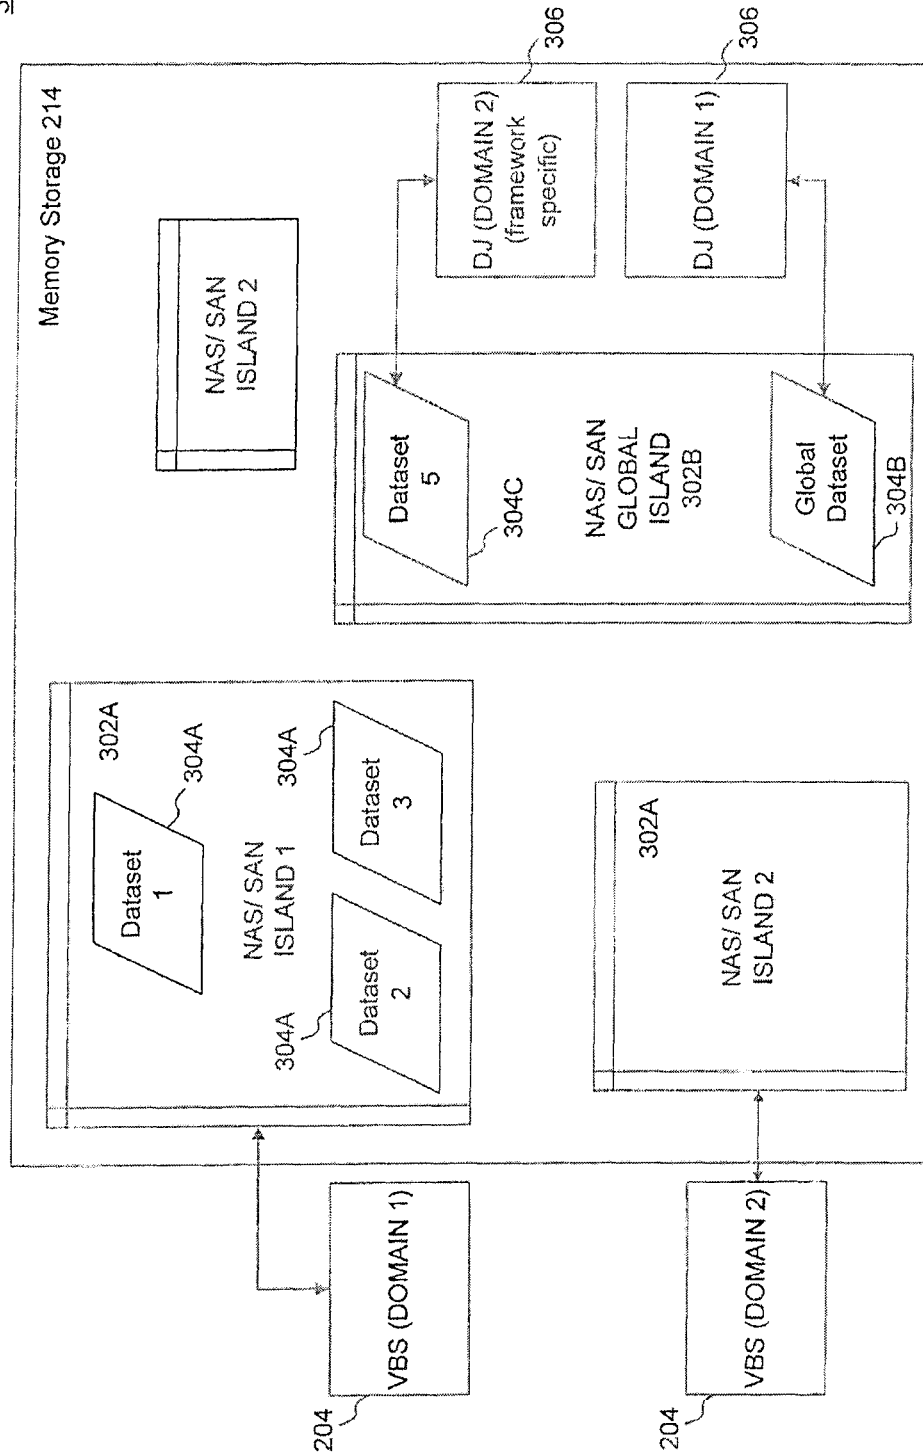 Memory Storage 214
302A
Dataset
1
304A
NAS/ SAN
ISLAND 1
304A
Dataset
2
304A
Dataset
3
NAS/ SAN
ISLAND 2
VBS (DOMAIN 1)
204
302A
NAS/ SAN
ISLAND 2
VBS (DOMAIN 2)
204
Dataset
5
304C
NAS/ SAN
GLOBAL
ISLAND
302B
Global
Dataset
304B
DJ (DOMAIN 2)
(framework
specific)
306
DJ (DOMAIN 1)
306